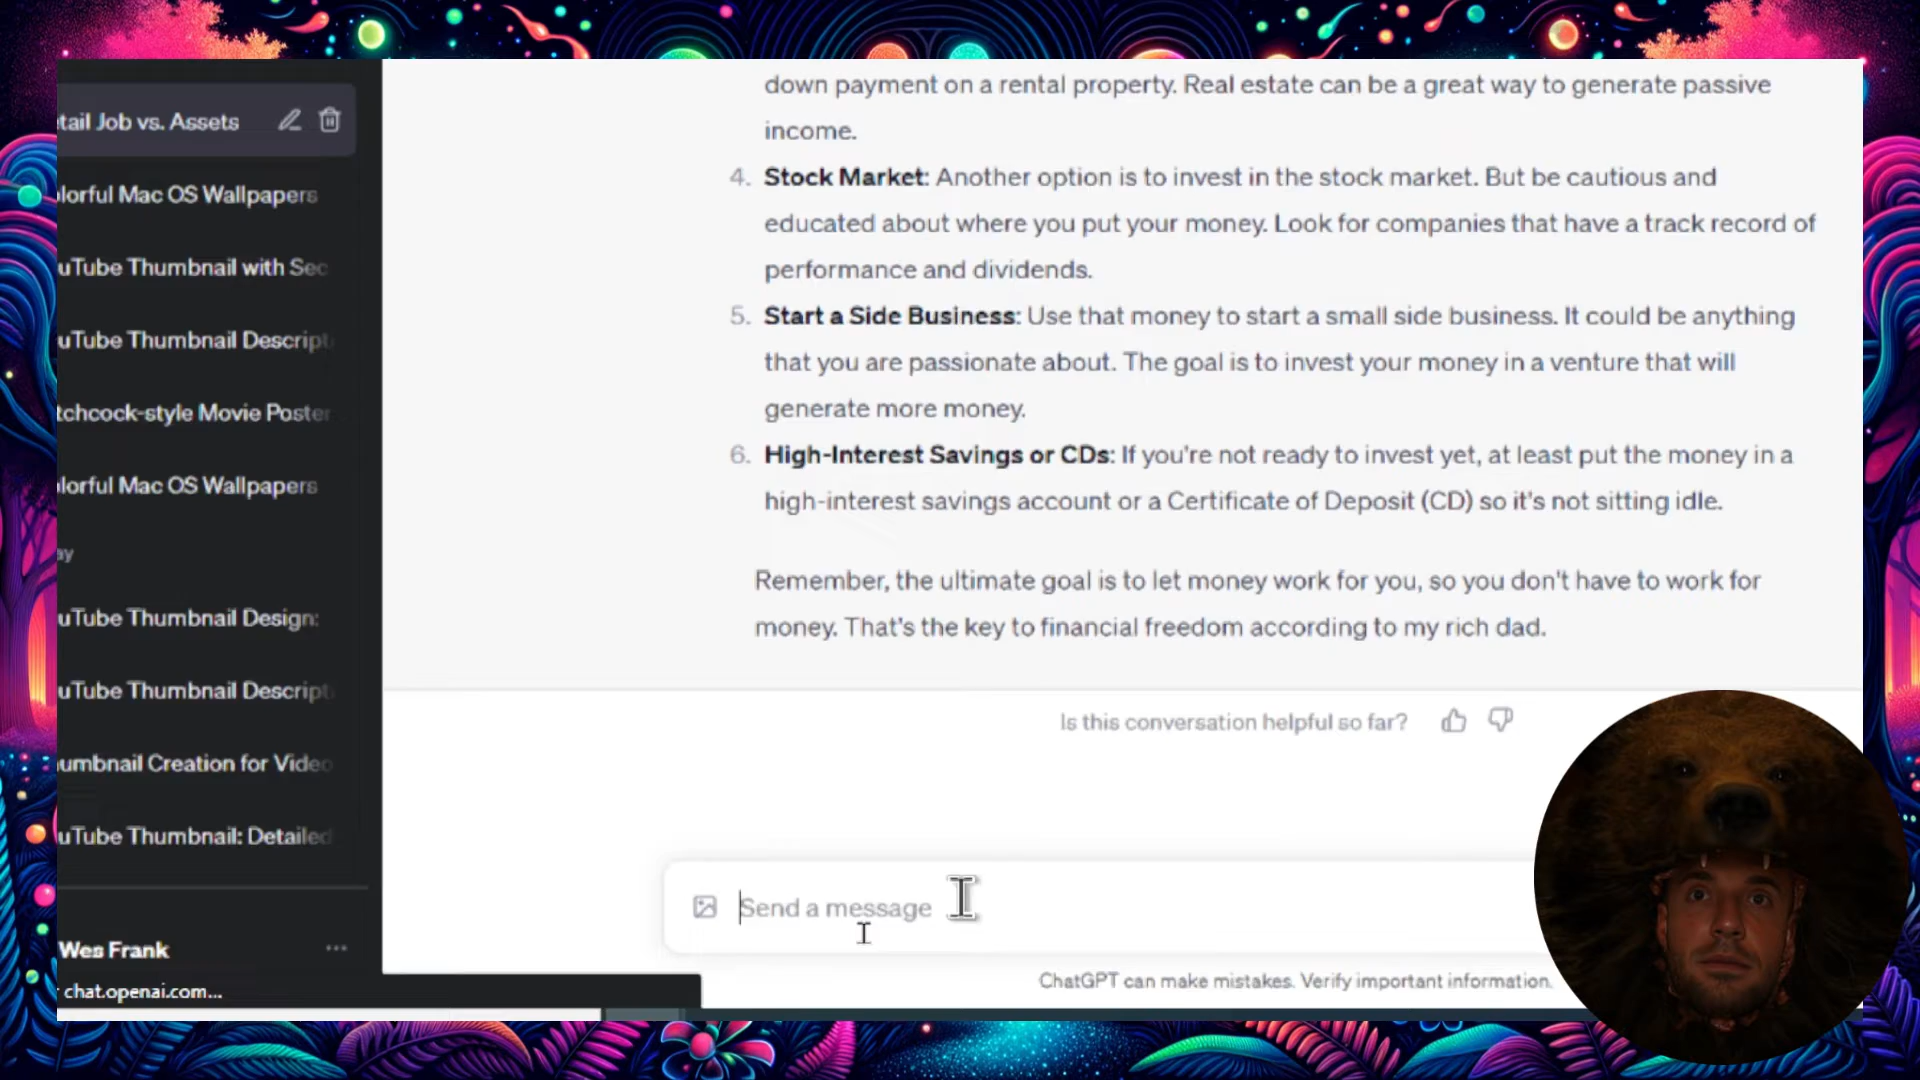 tail Job vs. Assets
lorful Mac OS Wallpapers
uTube Thumbnail with Sec
uTube Thumbnail Descript
tchcock-style Movie Poster
lorful Mac OS Wallpapers
ay
uTube Thumbnail Design:
uTube Thumbnail Descript
umbnail Creation for Video
uTube Thumbnail: Detailed
Wes Frank
chat.openai.com...
down payment on a rental property. Real estate can be a great way to generate passive
income.
4. Stock Market: Another option is to invest in the stock market. But be cautious and
educated about where you put your money. Look for companies that have a track record of
performance and dividends.
5. Start a Side Business: Use that money to start a small side business. It could be anything
that you are passionate about. The goal is to invest your money in a venture that will
generate more money.
6. High-Interest Savings or CDs: If you're not ready to invest yet, at least put the money in a
high-interest savings account or a Certificate of Deposit (CD) so it's not sitting idle.
Remember, the ultimate goal is to let money work for you, so you don't have to work for
money. That's the key to financial freedom according to my rich dad.
Is this conversation helpful so far?
Send a message
ChatGPT can make mistakes. Verify important information.